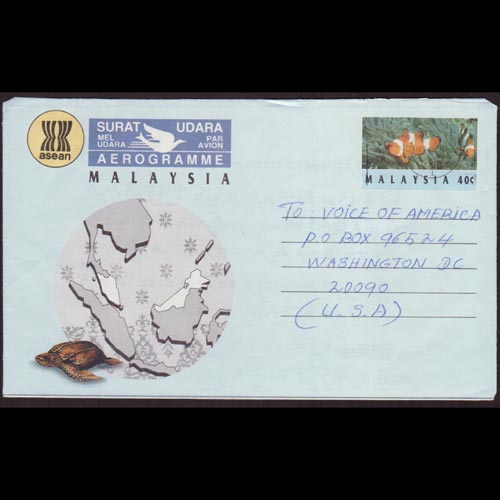 asean
SURAT UDARA
MEL UDARA PAR AVION
AEROGRAMME
MALAYSIA
MALAYSIA 40¢
TO: VOICE OF AMERICA
P.O BOX 96524
WASHINGTON DC
20090
(U.S.A)